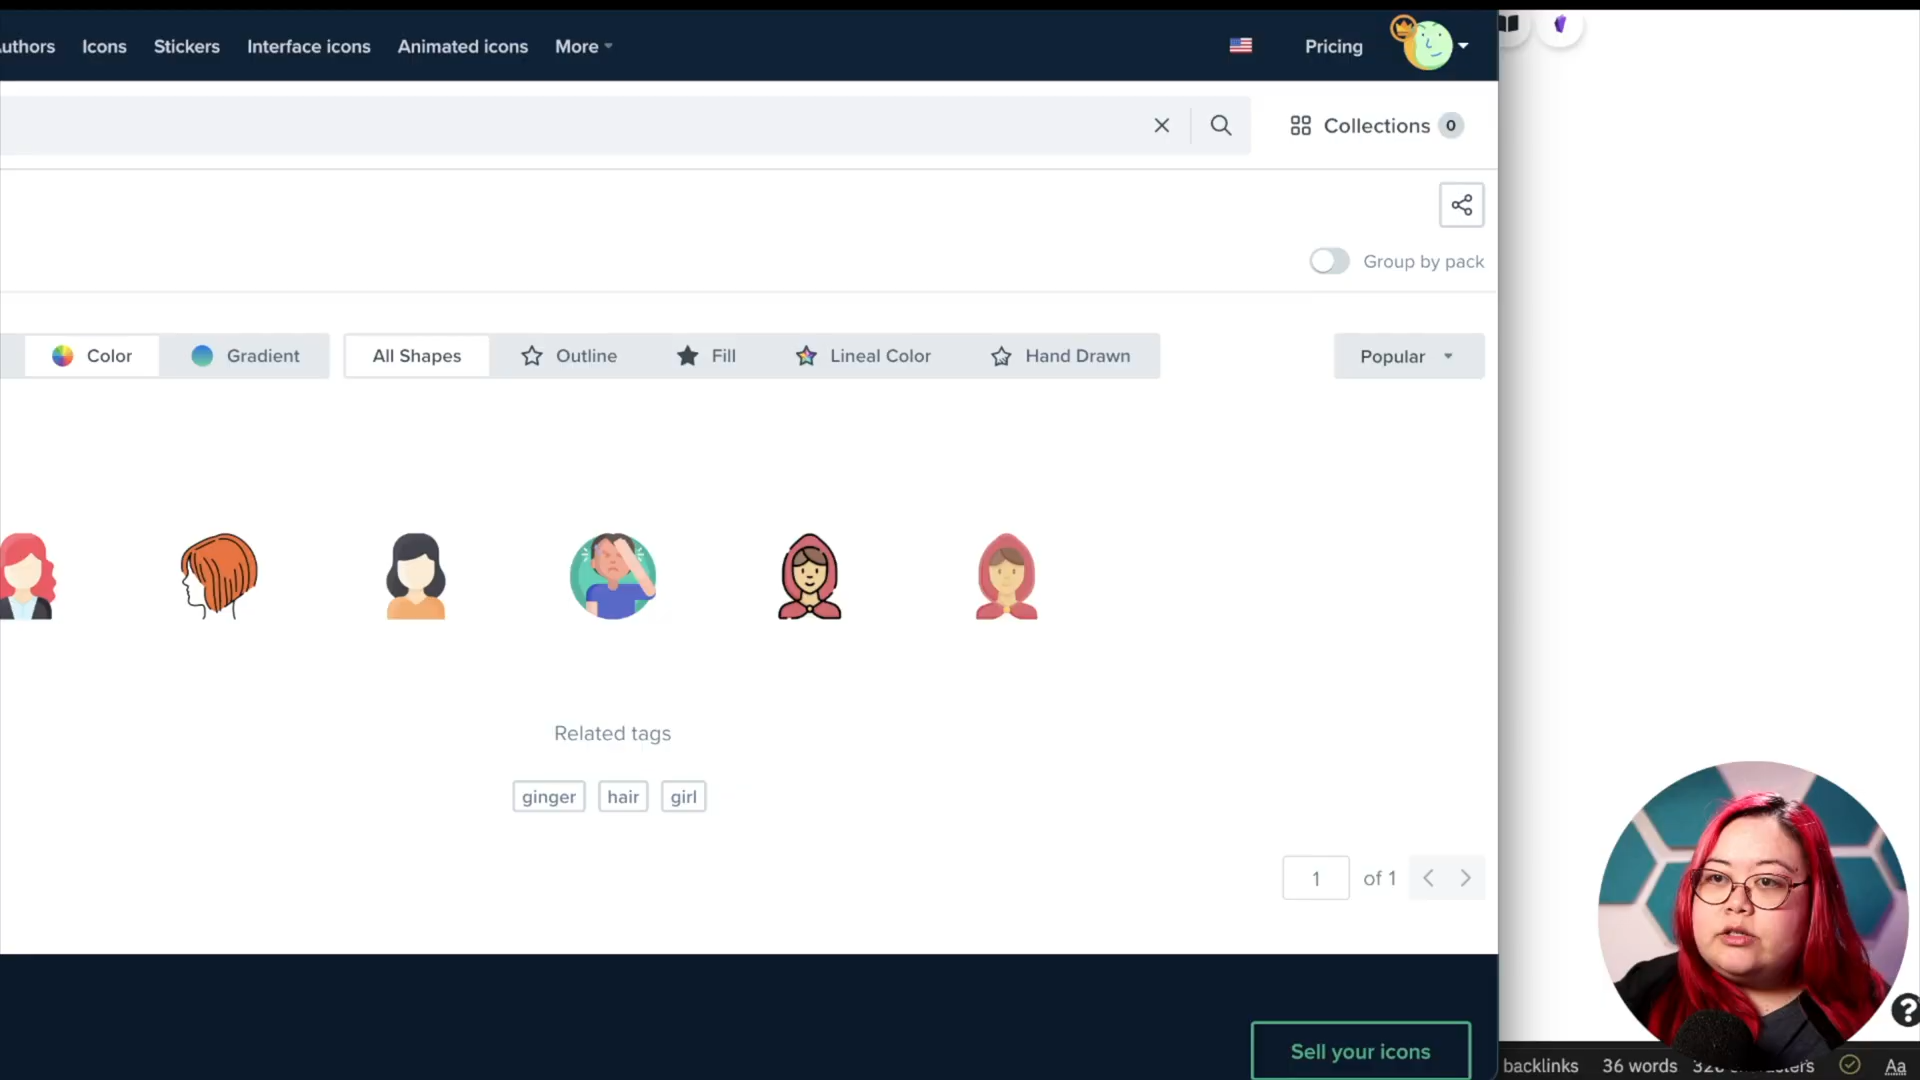 Icons Stickers Interface icons Animated icons More Pricing
Collections 0
Group by pack
Color Gradient All Shapes Outline Fill Lineal Color Hand Drawn Popular
Related tags
ginger hair girl
1 of 1
Sell your icons
backlinks 36 words Aa
?